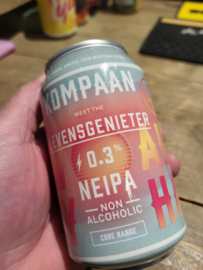 KOMPAAN
MEET THE
LEVENSGENIETER
0.3%
NEIPA
NON
ALCOHOLIC
CORE RANGE